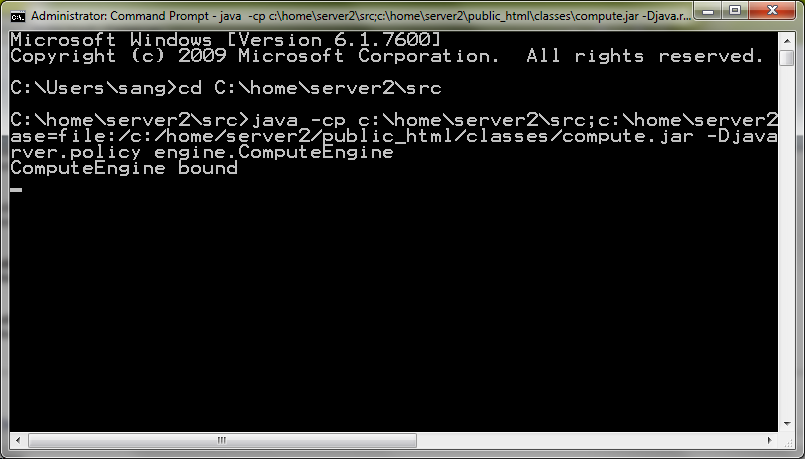 Administrator: Command Prompt - java -cp c:\home\server2\src;c:\home\server2\public_html\classes\compute.jar -Djava.r...
Microsoft Windows [Version 6.1.7600]
Copyright (c) 2009 Microsoft Corporation.  All rights reserved.
C:\Users\sang>cd C:\home\server2\src
C:\home\server2\src>java -cp c:\home\server2\src;c:\home\server2
ase=file:/c:/home/server2/public_html/classes/compute.jar -Djava
rver.policy engine.ComputeEngine
ComputeEngine bound